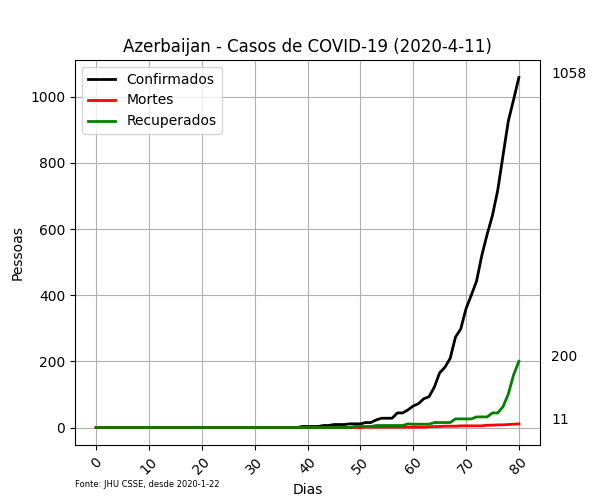 Azerbaijan - Casos de COVID-19 (2020-4-11)
Confirmados
Mortes
Recuperados
1058
200
11
Pessoas
1000
800
600
400
200
0
0
10
20
30
40
50
60
70
80
Fonte: JHU CSSE, desde 2020-1-22
Dias